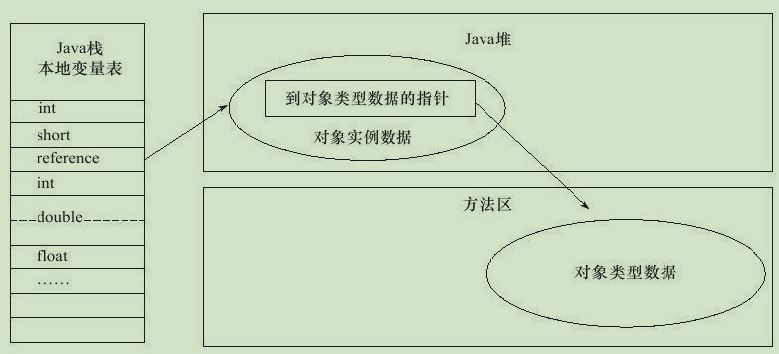 Java栈
本地变量表
int
short
reference
int
double
float
……
Java堆
到对象类型数据的指针
对象实例数据
方法区
对象类型数据